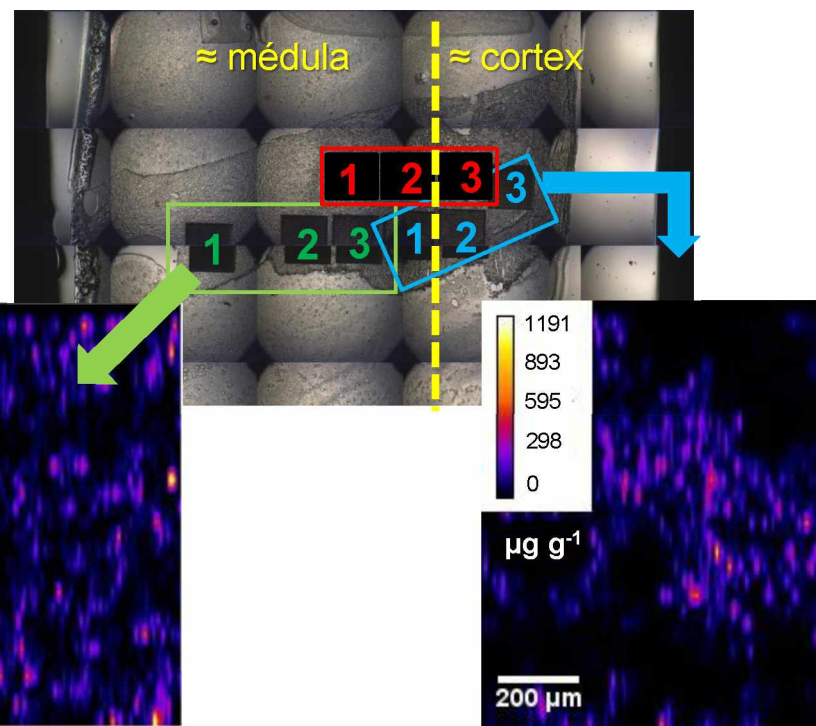 ≈ médula
≈ cortex
1 2 3
3
1 2 3
1 2
1191
893
595
298
0
µg g-1
200 µm